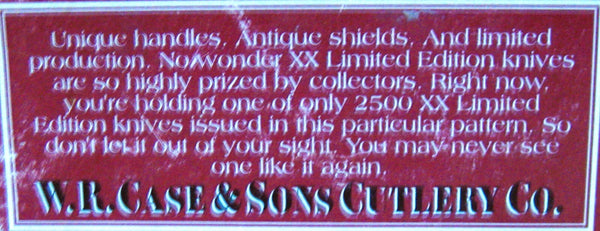 Unique handles. Antique shields. And limited
production. No wonder XX Limited Edition knives
are so highly prized by collectors. Right now,
you're holding one of only 2500 XX Limited
Edition knives issued in this particular pattern. So
don't let it out of your sight. You may never see
one like it again.
W.R. CASE & SONS CUTLERY CO.